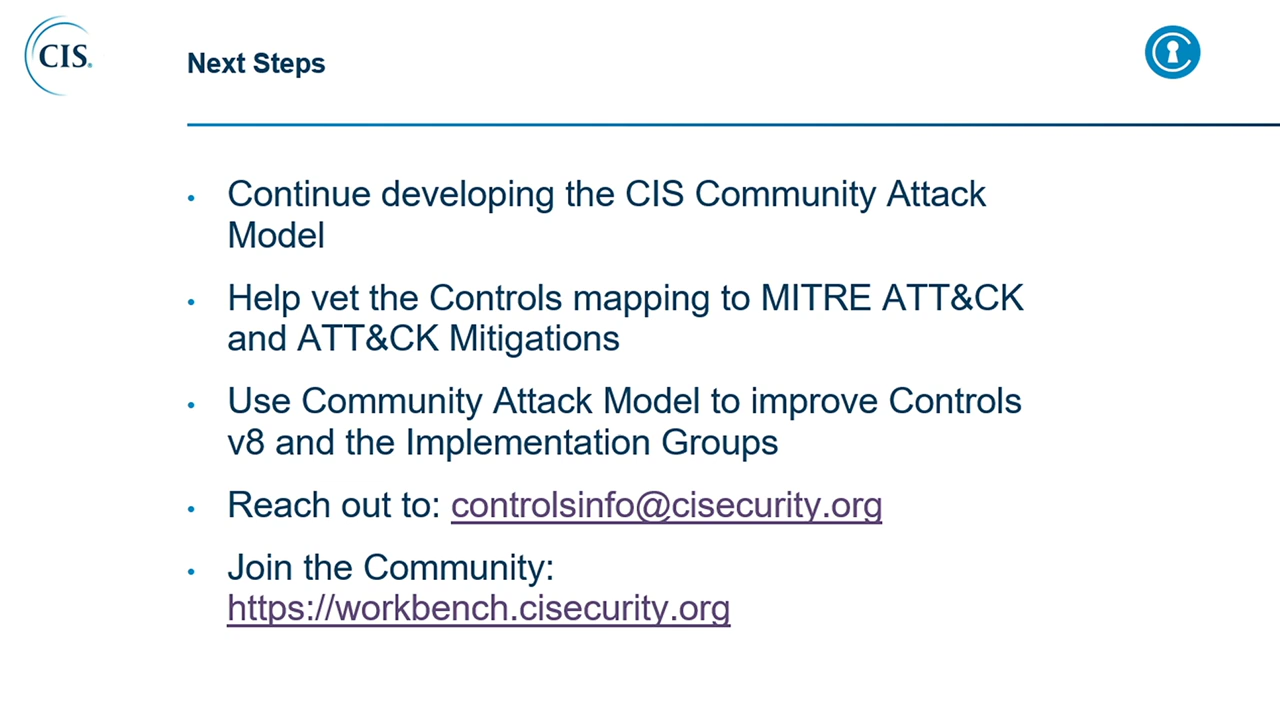 CIS.
Next Steps
• Continue developing the CIS Community Attack
Model
• Help vet the Controls mapping to MITRE ATT&CK
and ATT&CK Mitigations
• Use Community Attack Model to improve Controls
v8 and the Implementation Groups
• Reach out to: controlsinfo@cisecurity.org
• Join the Community:
https://workbench.cisecurity.org